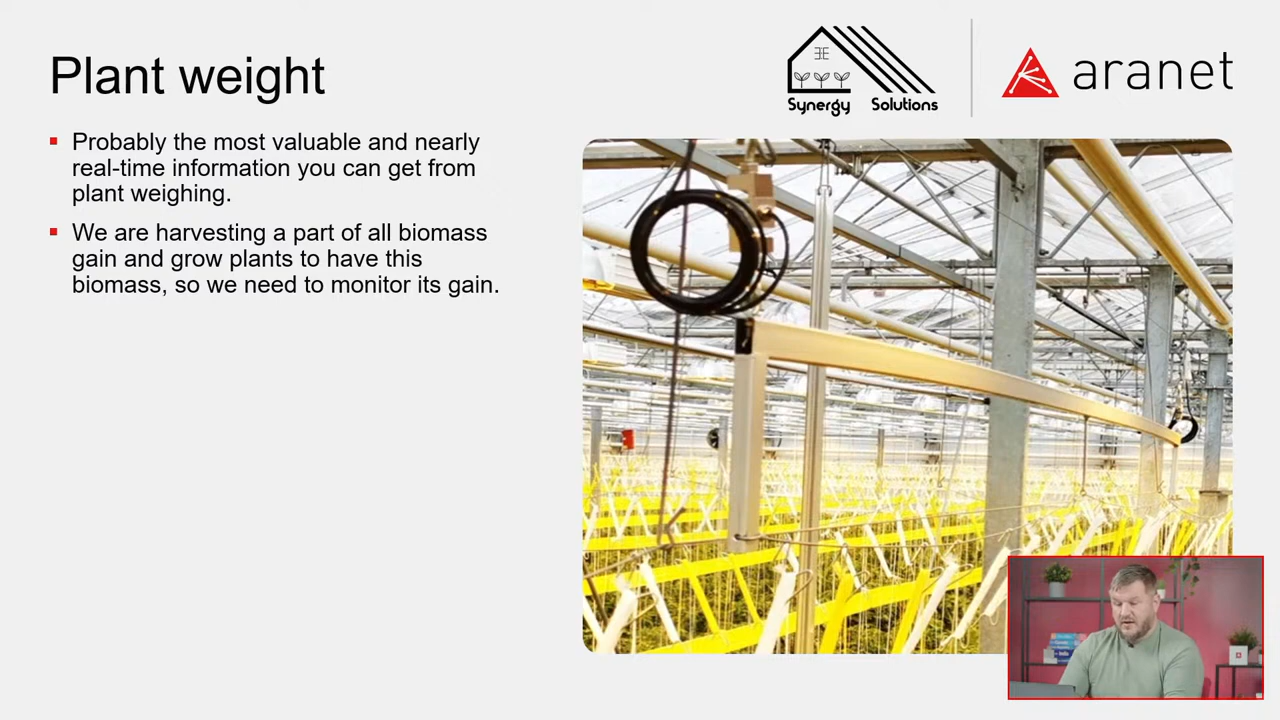 Plant weight
Synergy Solutions
aranet
Probably the most valuable and nearly
real-time information you can get from
plant weighing.
We are harvesting a part of all biomass
gain and grow plants to have this
biomass, so we need to monitor its gain.